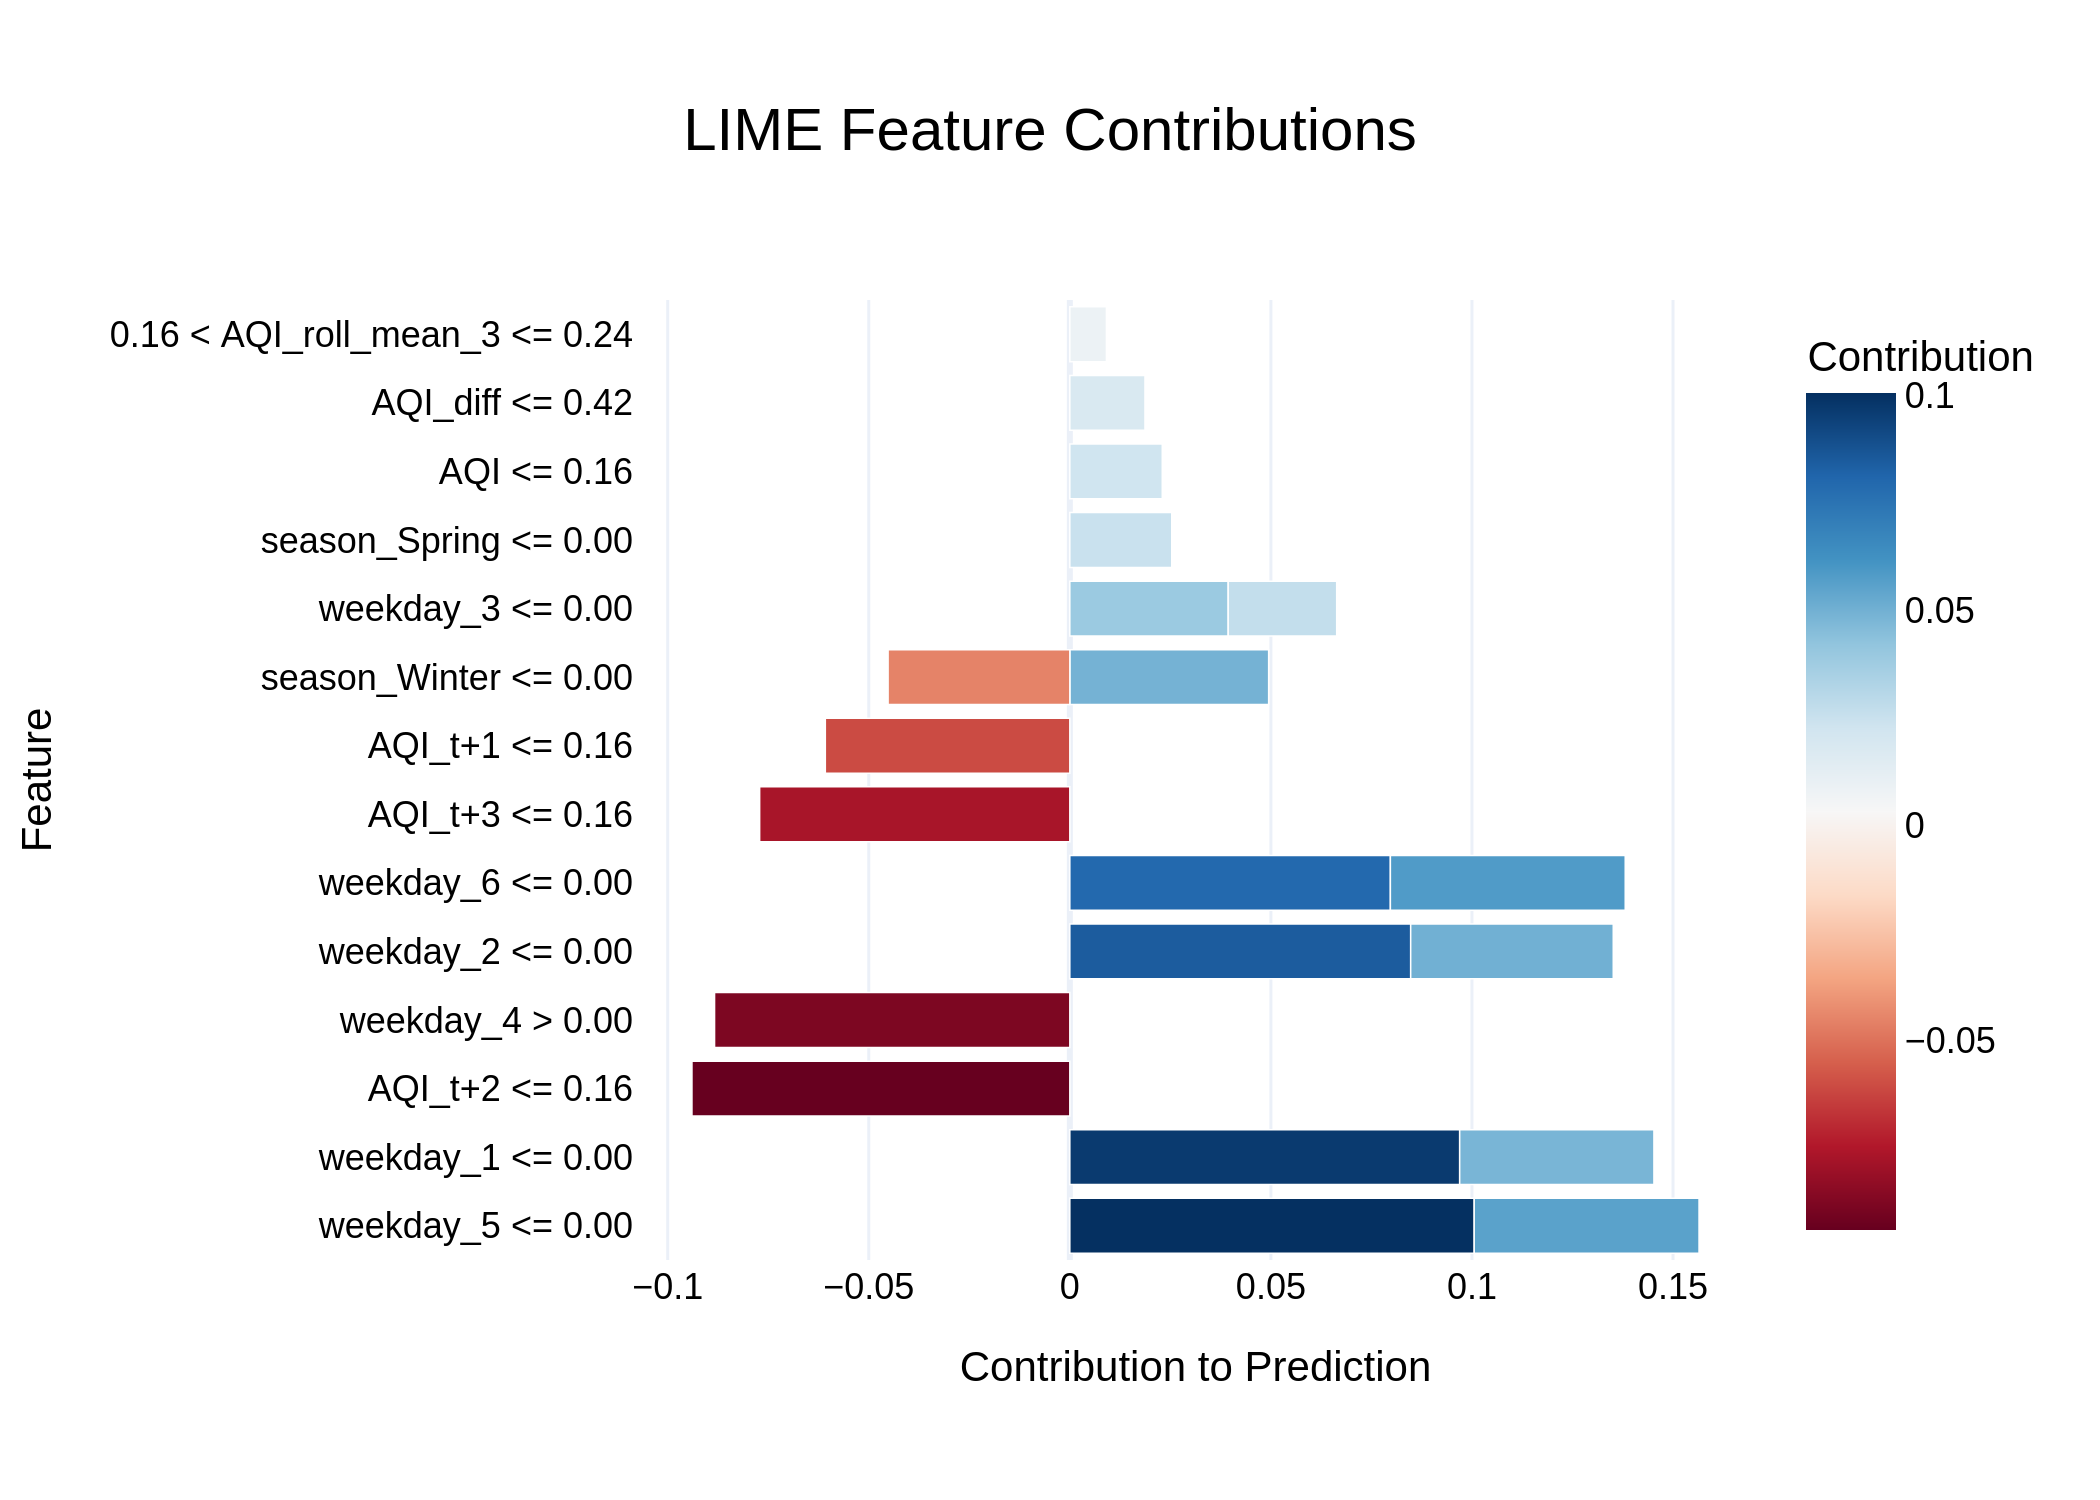 LIME Feature Contributions
Feature
0.16 < AQI_roll_mean_3 <= 0.24
AQI_diff <= 0.42
AQI <= 0.16
season_Spring <= 0.00
weekday_3 <= 0.00
season_Winter <= 0.00
AQI_t+1 <= 0.16
AQI_t+3 <= 0.16
weekday_6 <= 0.00
weekday_2 <= 0.00
weekday_4 > 0.00
AQI_t+2 <= 0.16
weekday_1 <= 0.00
weekday_5 <= 0.00
−0.1 −0.05 0 0.05 0.1 0.15
Contribution to Prediction
Contribution
0.1
0.05
0
−0.05